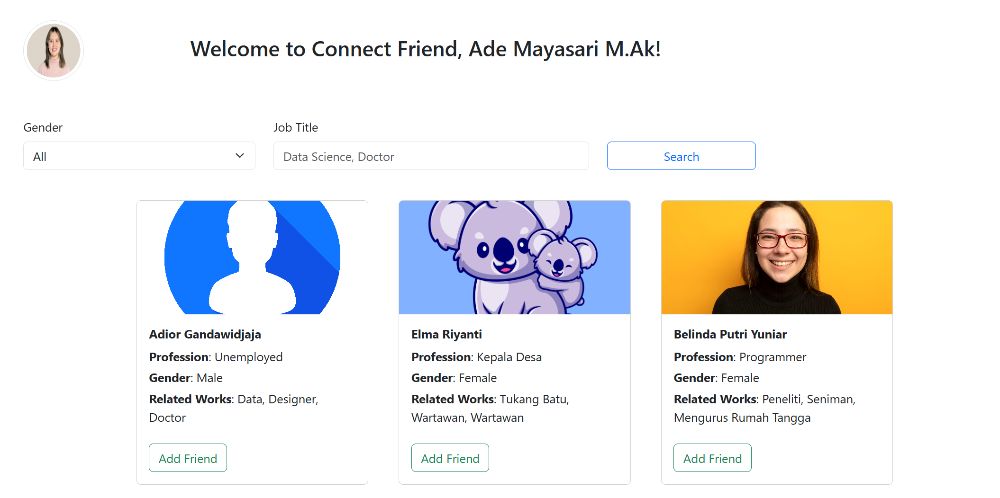 Welcome to Connect Friend, Ade Mayasari M.Ak!
Gender
Job Title
All
Data Science, Doctor
Search
Adior Gandawidjaja
Profession: Unemployed
Gender: Male
Related Works: Data, Designer,
Doctor
Add Friend
Elma Riyanti
Profession: Kepala Desa
Gender: Female
Related Works: Tukang Batu,
Wartawan, Wartawan
Add Friend
Belinda Putri Yuniar
Profession: Programmer
Gender: Female
Related Works: Peneliti, Seniman,
Mengurus Rumah Tangga
Add Friend